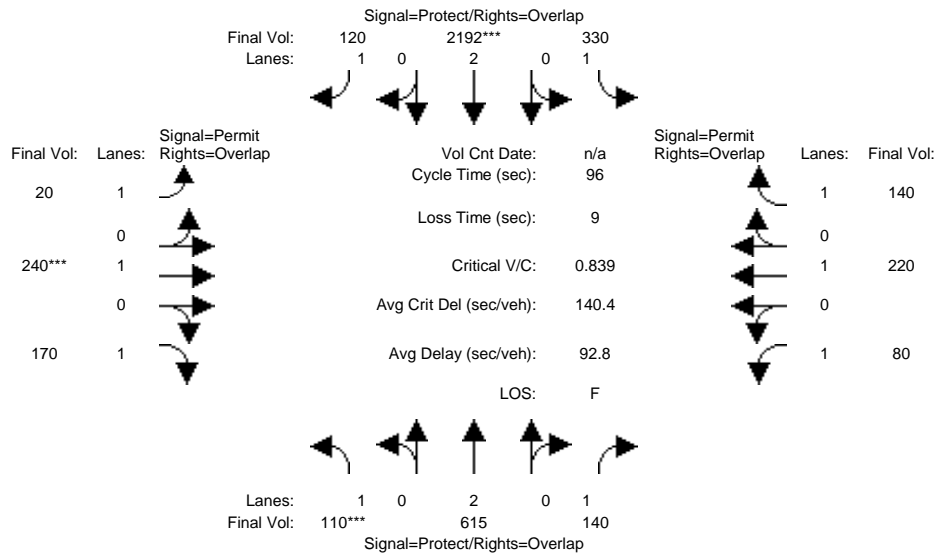 Signal=Protect/Rights=Overlap
Final Vol: 120 2192*** 330
Lanes: 1 0 2 0 1
Signal=Permit Signal=Permit
Final Vol: Lanes: Rights=Overlap Vol Cnt Date: n/a Rights=Overlap Lanes: Final Vol:
Cycle Time (sec): 96
20 1 1 140
Loss Time (sec): 9
0 0
240*** 1 Critical V/C: 0.839 1 220
0 Avg Crit Del (sec/veh): 140.4 0
170 1 Avg Delay (sec/veh): 92.8 1 80
LOS: F
Lanes: 1 0 2 0 1
Final Vol: 110*** 615 140
Signal=Protect/Rights=Overlap